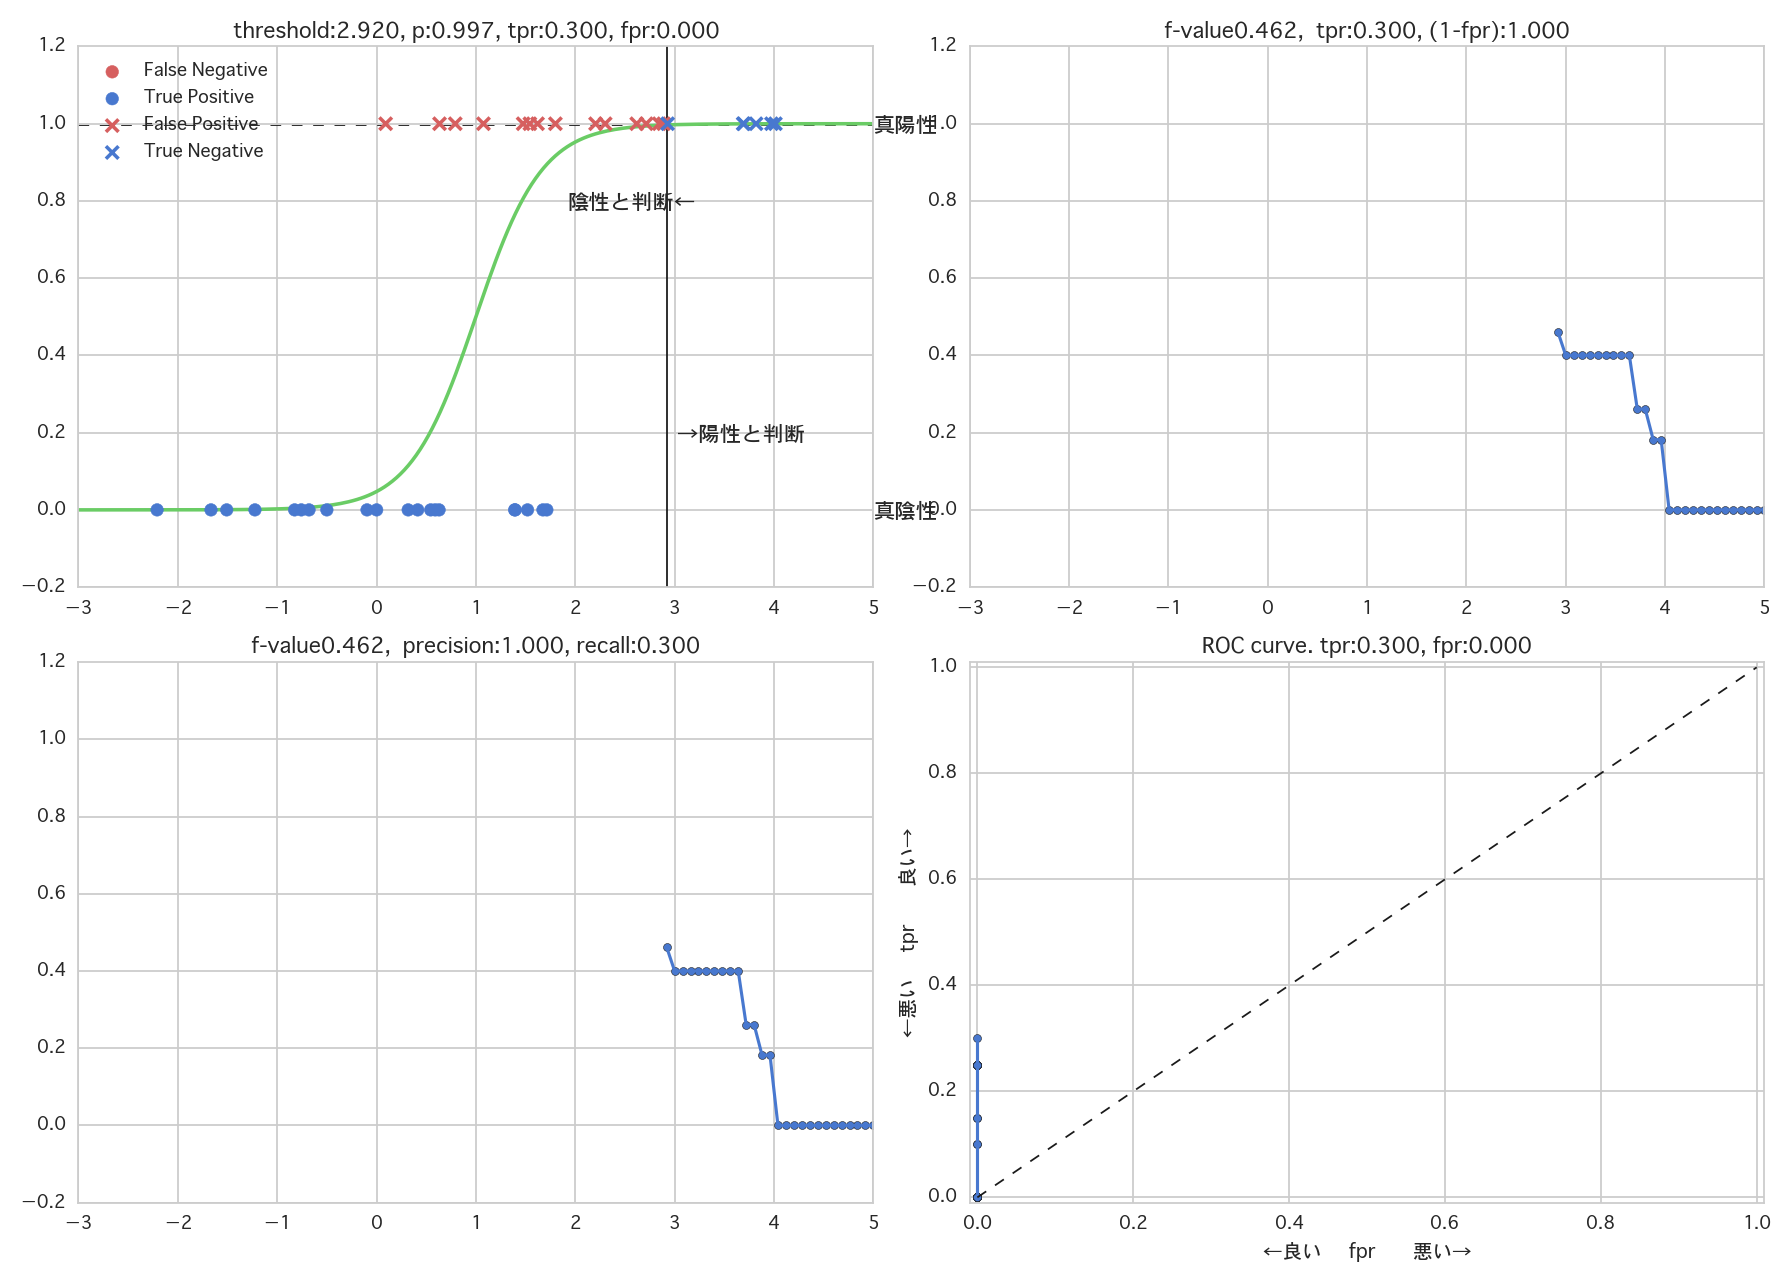 threshold:2.920, p:0.997, tpr:0.300, fpr:0.000
1.2
False Negative
True Positive
1.0
False Positive
True Negative
真陽性
0.8
陰性と判断←
0.6
0.4
0.2
→陽性と判断
0.0
真陰性
−0.2
−3 −2 −1 0 1 2 3 4 5
f-value0.462, tpr:0.300, (1-fpr):1.000
1.2
1.0
0.8
0.6
0.4
0.2
0.0
−0.2
−3 −2 −1 0 1 2 3 4 5
f-value0.462, precision:1.000, recall:0.300
1.2
1.0
0.8
0.6
0.4
0.2
0.0
−0.2
−3 −2 −1 0 1 2 3 4 5
ROC curve. tpr:0.300, fpr:0.000
←悪い tpr 良い→
1.0
0.8
0.6
0.4
0.2
0.0
0.0 0.2 0.4 0.6 0.8 1.0
←良い fpr 悪い→